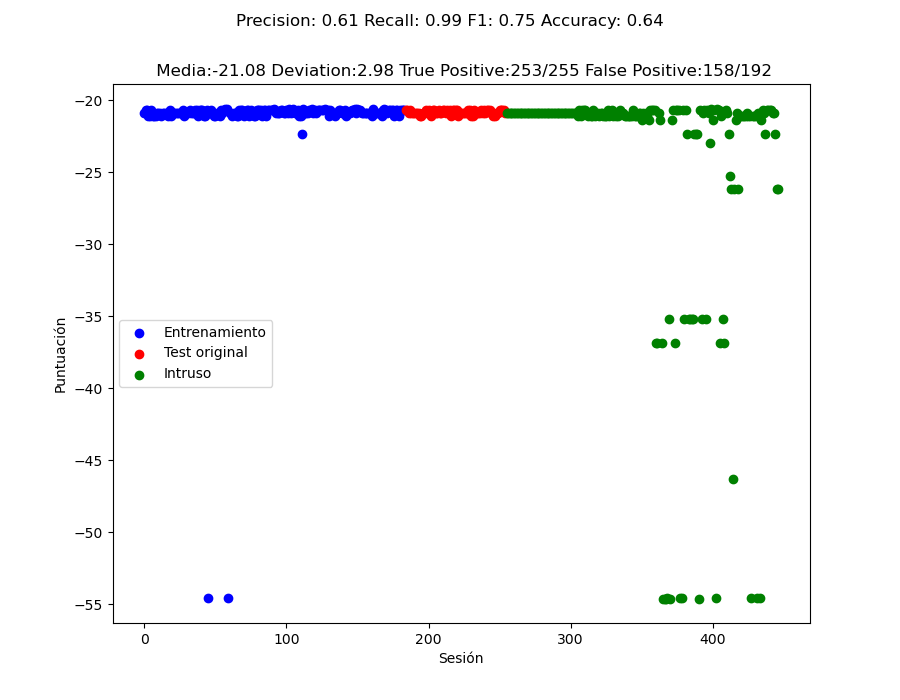 Precision: 0.61 Recall: 0.99 F1: 0.75 Accuracy: 0.64
Media:-21.08 Deviation:2.98 True Positive:253/255 False Positive:158/192
−20
−25
−30
−35
−40
−45
−50
−55
Puntuación
Entrenamiento
Test original
Intruso
0 100 200 300 400
Sesión